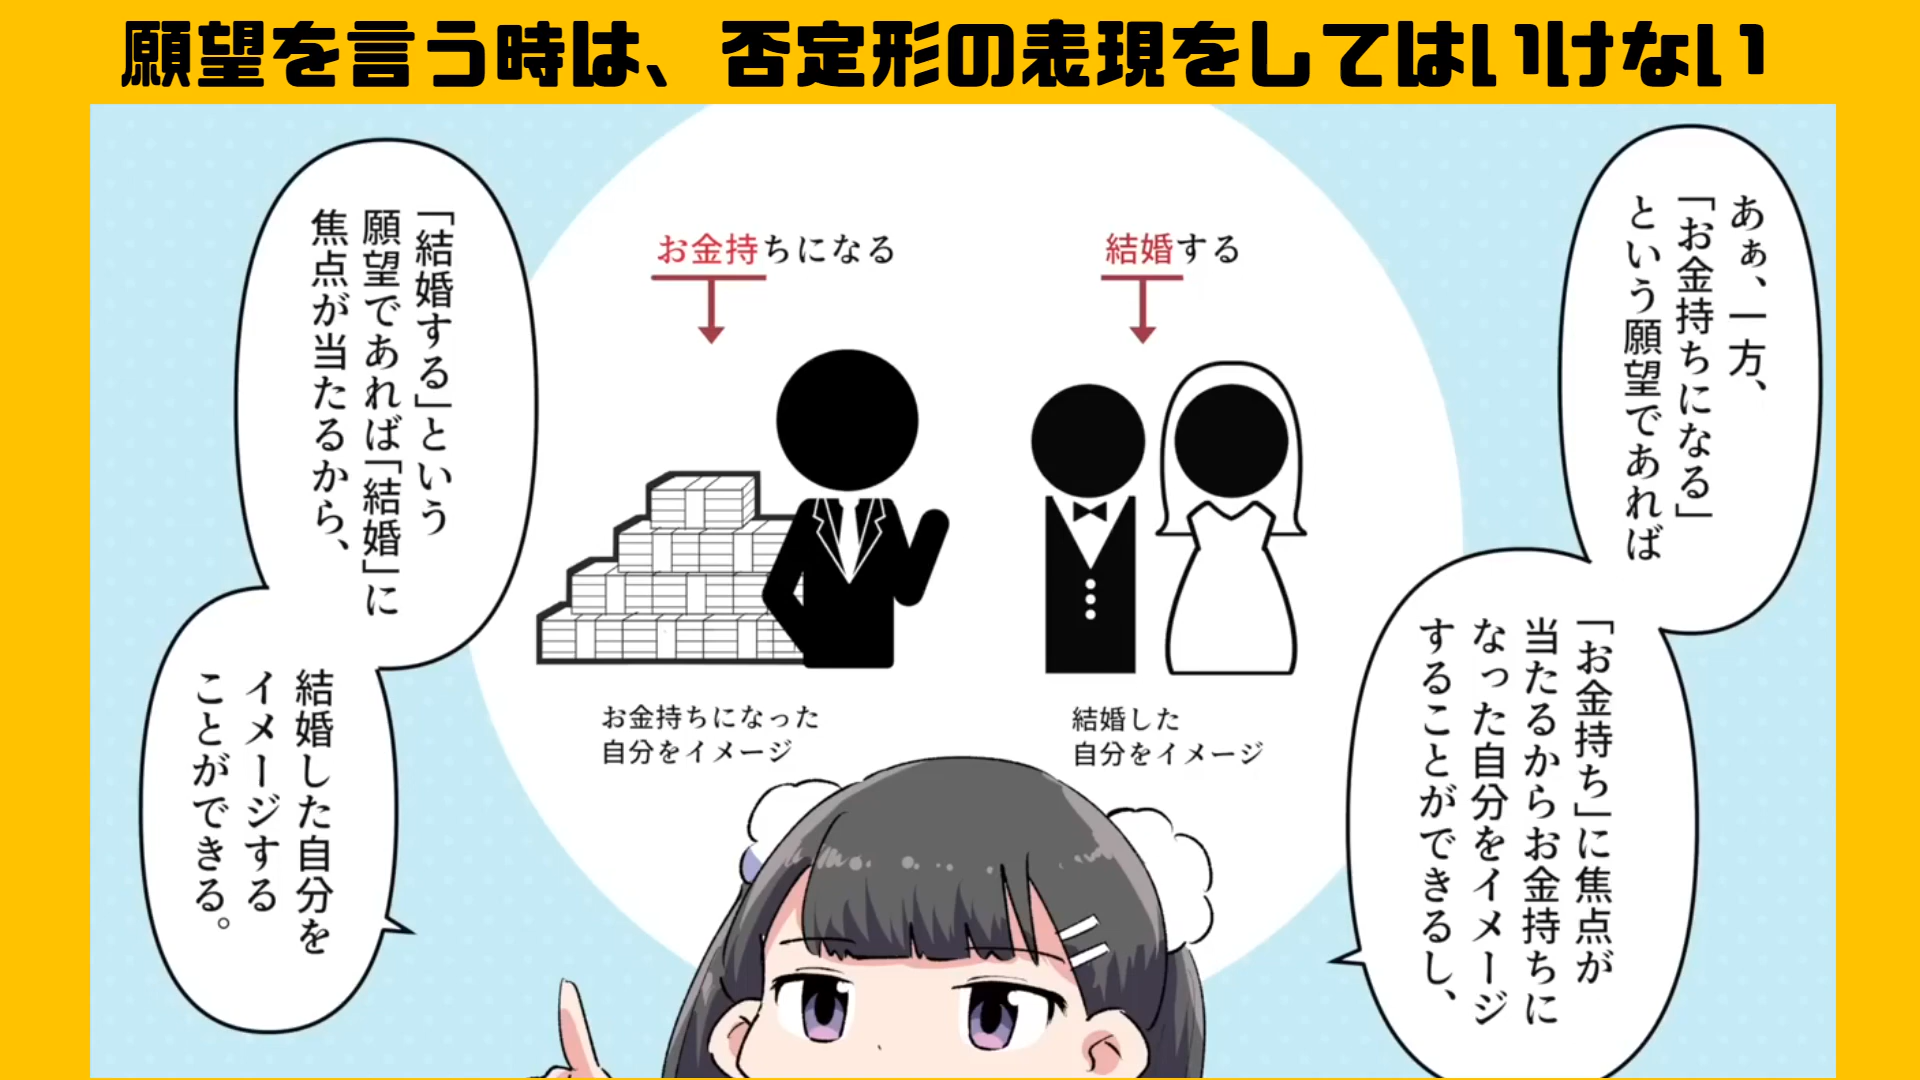 願望を言う時は、否定形の表現をしてはいけない
あぁ、一方、
「お金持ちになる」
という願望であれば
「お金持ち」に焦点が
当たるからお金持ちに
なった自分をイメージ
することができるし、
お金持ちになる
結婚する
お金持ちになった
自分をイメージ
結婚した
自分をイメージ
「結婚する」という
願望であれば「結婚」に
焦点が当たるから、
結婚した自分を
イメージする
ことができる。